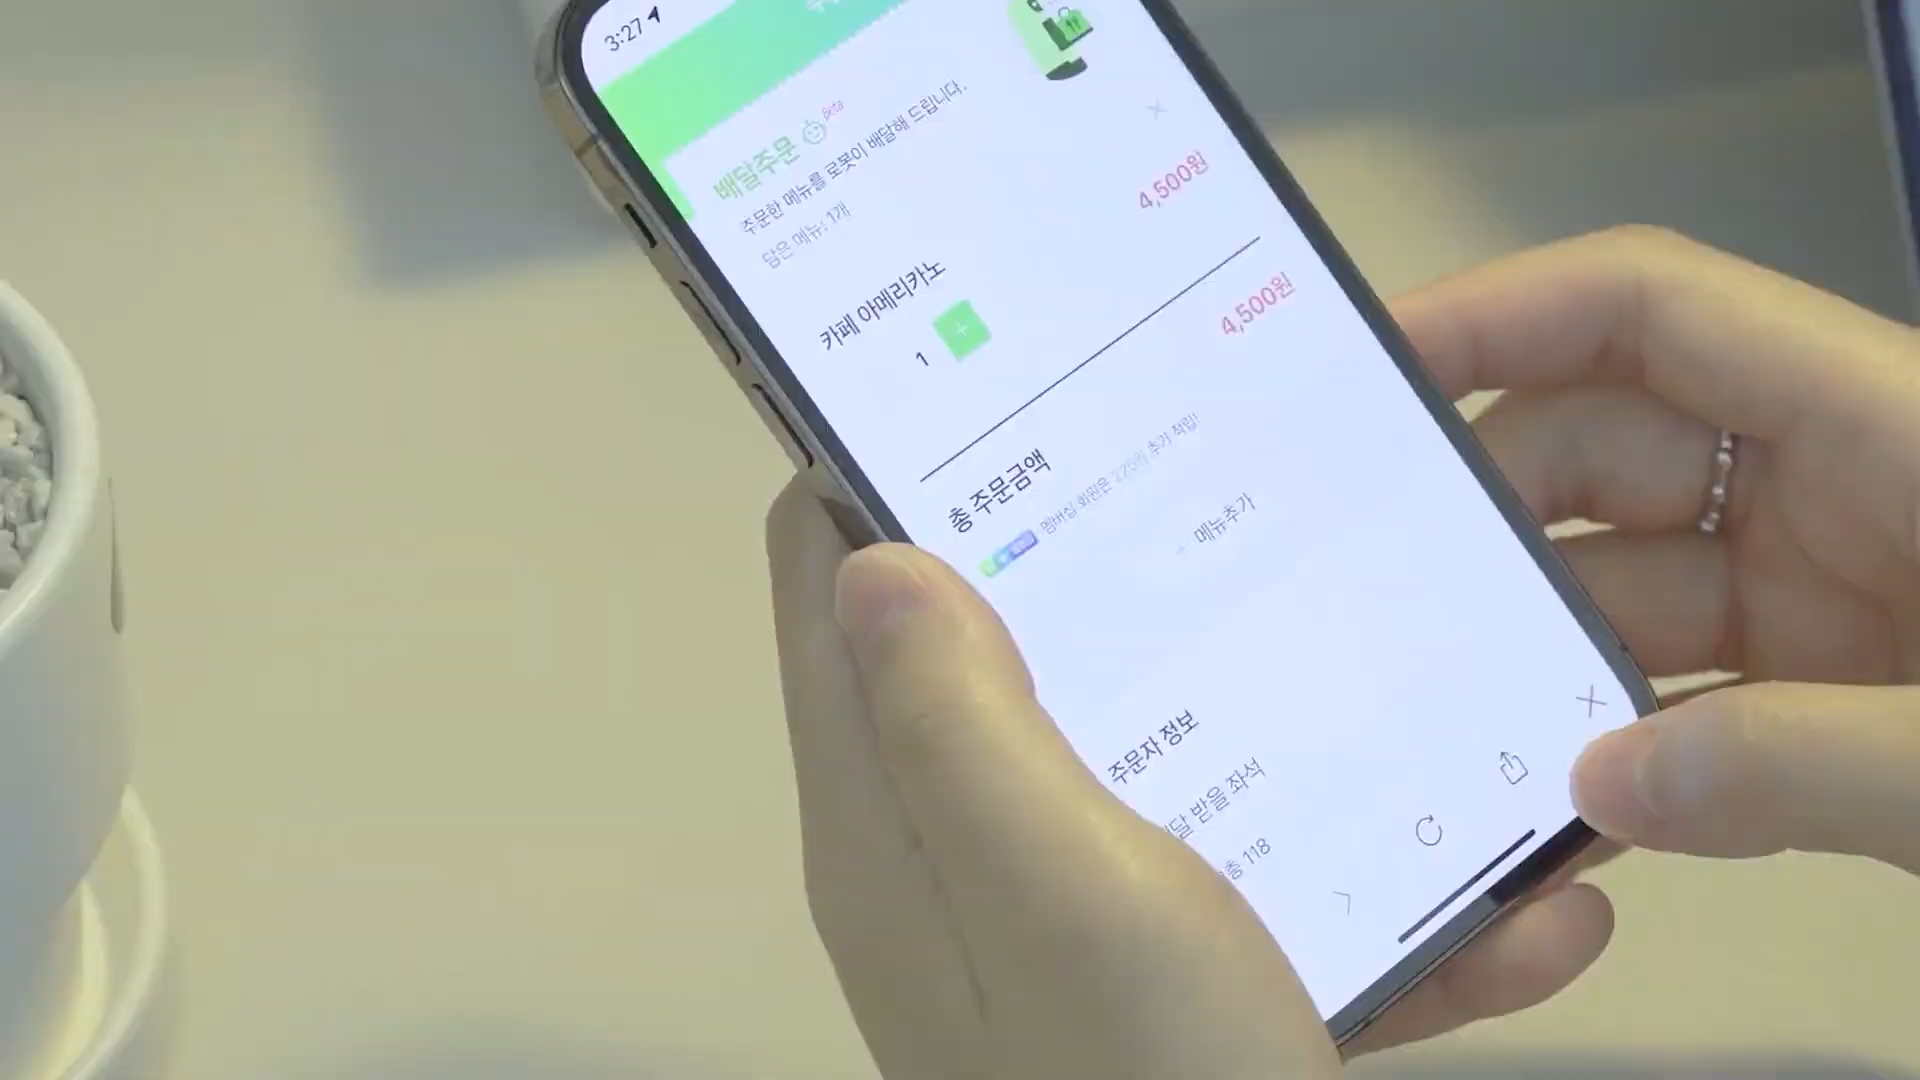 3:27
배달주문 Beta
주문한 메뉴를 로봇이 배달해 드립니다.
담은 메뉴: 1개
카페 아메리카노
4,500원
1 +
총 주문금액
4,500원
멤버십 회원은 220원 추가 적립!
+ 메뉴추가
주문자 정보
달 받을 좌석
층 118